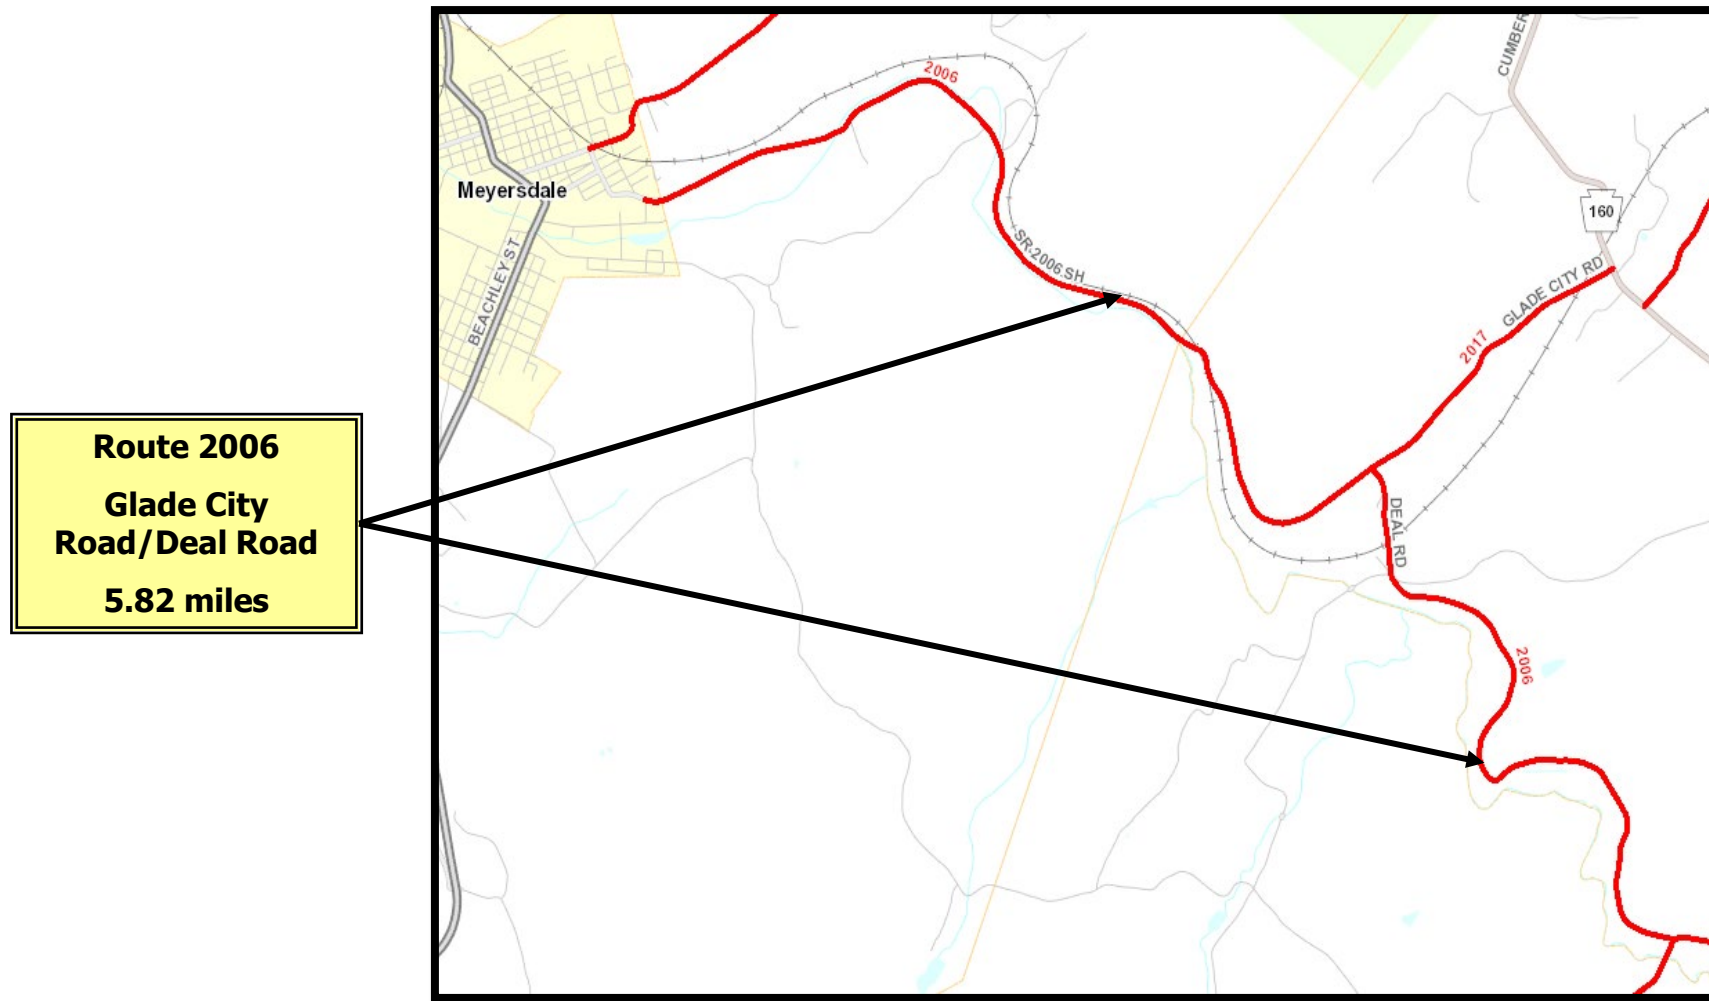 Route 2006
Glade City
Road/Deal Road
5.82 miles
2006
CUMBER
Meyersdale
160
SR 2006 SH
BEACHLEY ST
GLADE CITY RD
2017
DEAL RD
2006